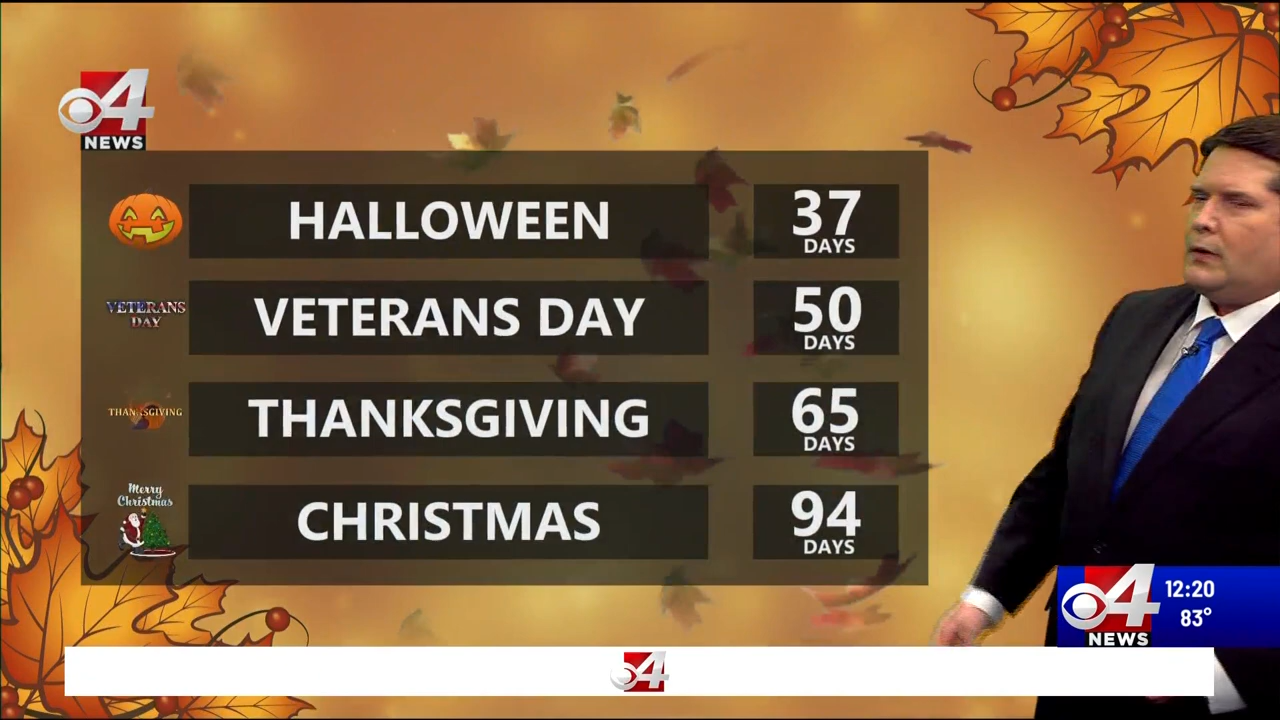 4
NEWS
HALLOWEEN
37
DAYS
VETERANS
DAY
VETERANS DAY
50
DAYS
THANKSGIVING
THANKSGIVING
65
DAYS
Merry
Christmas
CHRISTMAS
94
DAYS
4
NEWS
12:20
83°
4